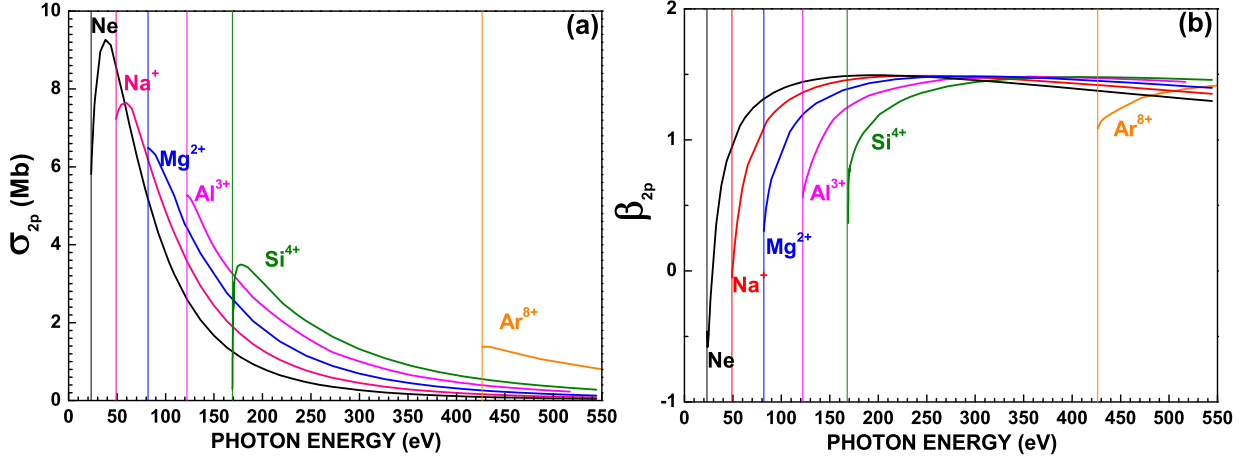 (a)
Ne
Na⁺
Mg²⁺
Al³⁺
Si⁴⁺
Ar⁸⁺
σ₂ₚ (Mb)
10
8
6
4
2
0
0 50 100 150 200 250 300 350 400 450 500 550
PHOTON ENERGY (eV)
(b)
Ne
Na⁺
Mg²⁺
Al³⁺
Si⁴⁺
Ar⁸⁺
β₂ₚ
2
1
0
-1
0 50 100 150 200 250 300 350 400 450 500 550
PHOTON ENERGY (eV)